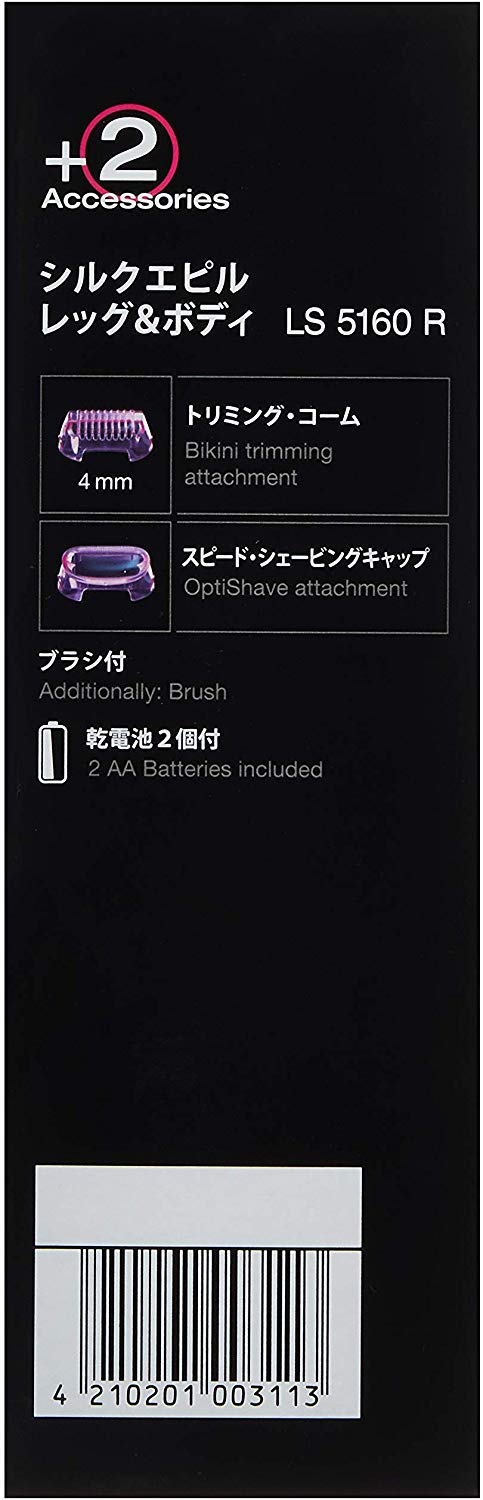 +2
Accessories
シルクエピル
レッグ&ボディ LS 5160 R
トリミング・コーム
Bikini trimming
attachment
4 mm
スピード・シェービングキャップ
OptiShave attachment
ブラシ付
Additionally: Brush
乾電池２個付
2 AA Batteries included
4 210201 003113